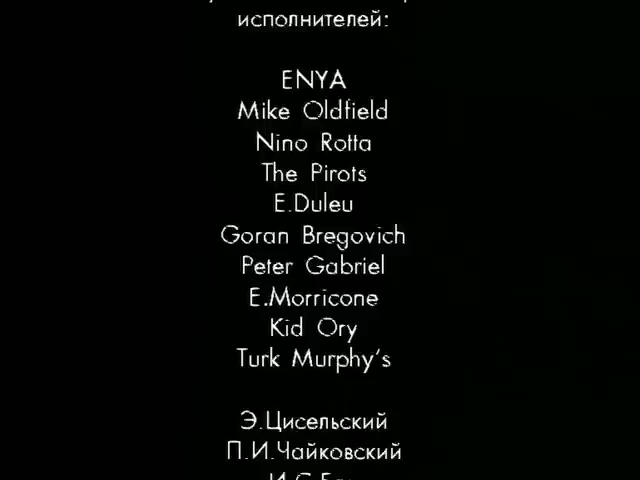 исполнителей:
ENYA
Mike Oldfield
Nino Rotta
The Pirots
E.Duleu
Goran Bregovich
Peter Gabriel
E.Morricone
Kid Ory
Turk Murphy's
Э.Цисельский
П.И.Чайковский